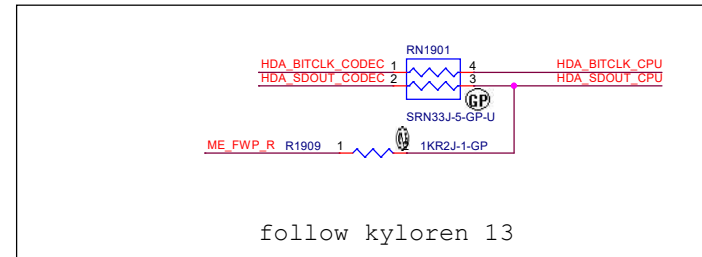 RN1901
HDA_BITCLK_CODEC 1 4 HDA_BITCLK_CPU
HDA_SDOUT_CODEC 2 3 HDA_SDOUT_CPU
GP
SRN33J-5-GP-U
ME_FWP_R R1909 1 2 1KR2J-1-GP
follow kyloren 13